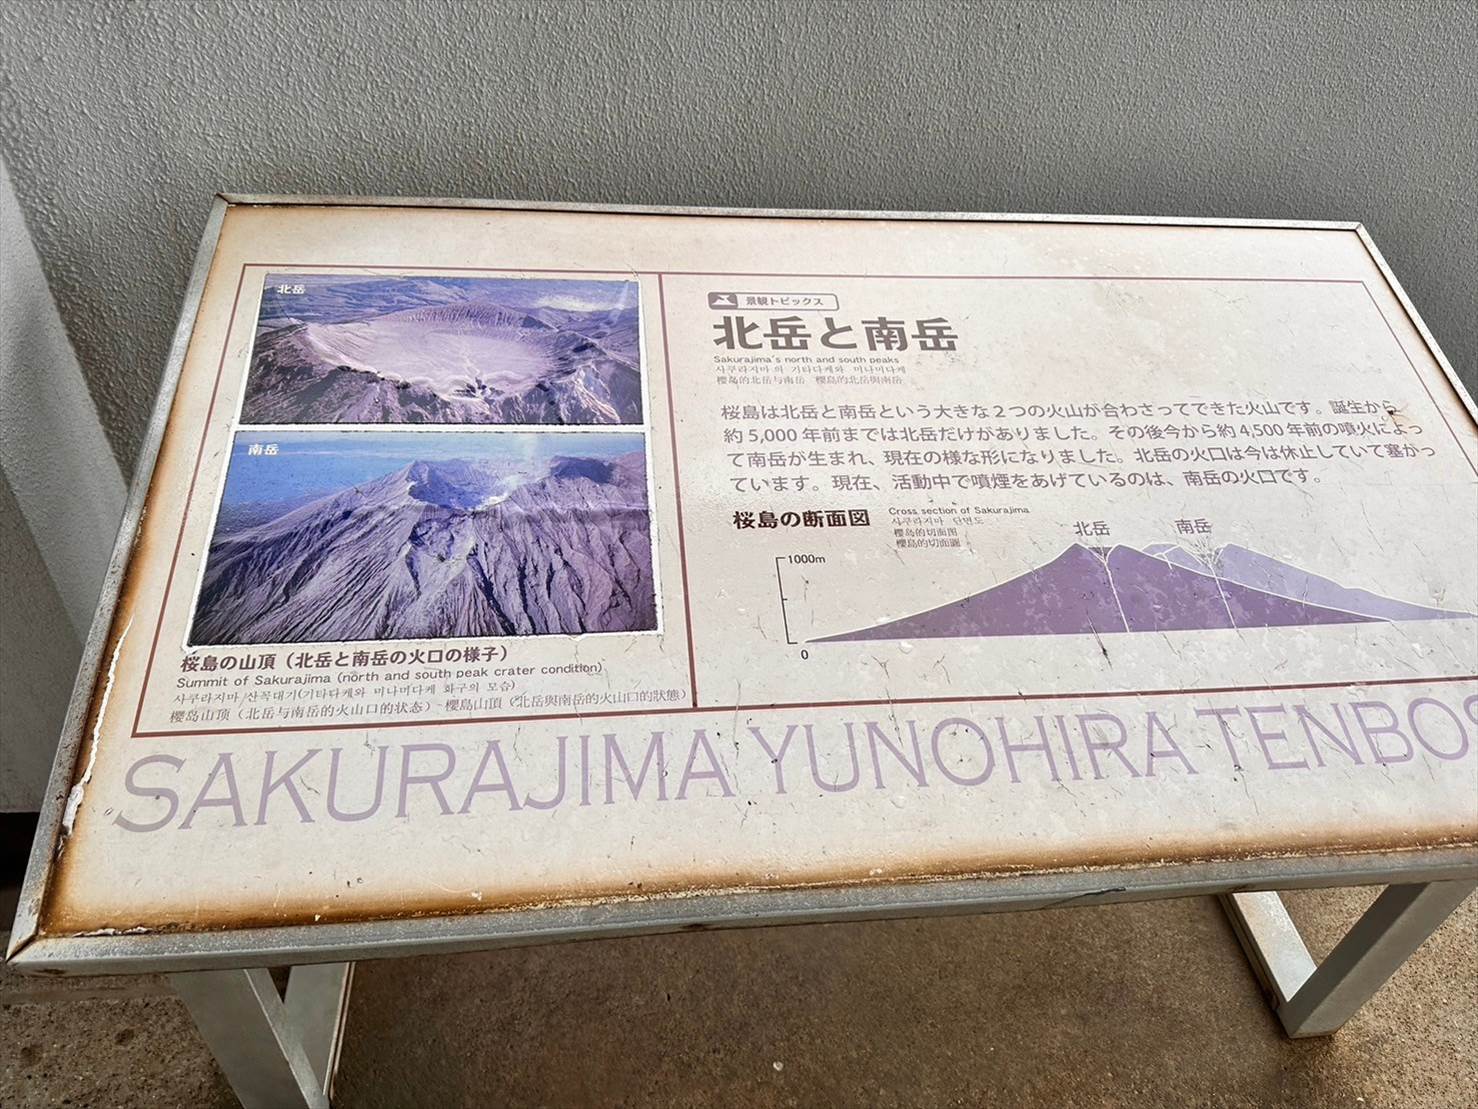 北岳
南岳
桜島の山頂（北岳と南岳の火口の様子）
Summit of Sakurajima (north and south peak crater condition)
사쿠라지마 산꼭대기(기타다케와 미나미다케 화구의 모습)
樱岛山顶（北岳与南岳的火山口的状态）・櫻島山頂（北岳與南岳的火山口的狀態）
景観トピックス
北岳と南岳
Sakurajima's north and south peaks
사쿠라지마의 기타다케와 미나미다케
樱岛的北岳与南岳　櫻島的北岳與南岳
桜島は北岳と南岳という大きな２つの火山が合わさってできた火山です。誕生から
約 5,000 年前までは北岳だけがありました。その後今から約 4,500 年前の噴火によっ
て南岳が生まれ、現在の様な形になりました。北岳の火口は今は休止していて塞がっ
ています。現在、活動中で噴煙をあげているのは、南岳の火口です。
桜島の断面図
Cross section of Sakurajima
사쿠라지마 단면도
樱岛的切面图
櫻島的切面圖
北岳
南岳
1000m
0
SAKURAJIMA YUNOHIRA TENBOS